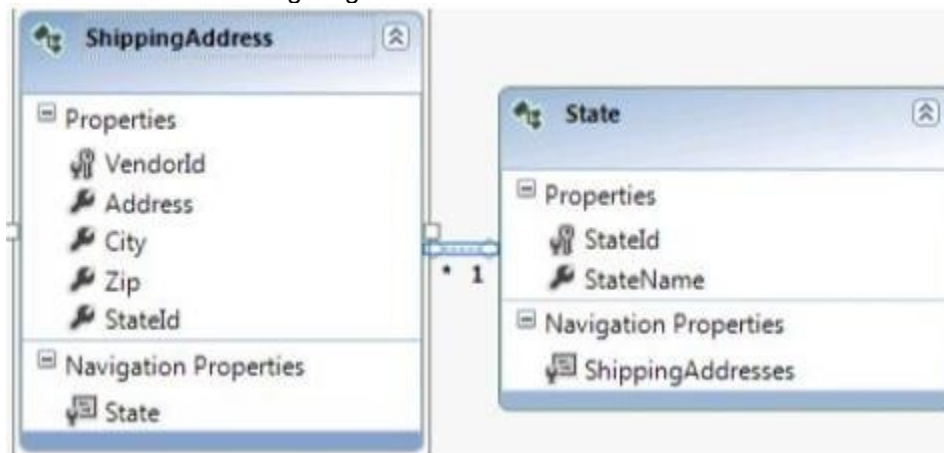 ShippingAddress
Properties
VendorId
Address
City
Zip
StateId
Navigation Properties
State
* 1
State
Properties
StateId
StateName
Navigation Properties
ShippingAddresses